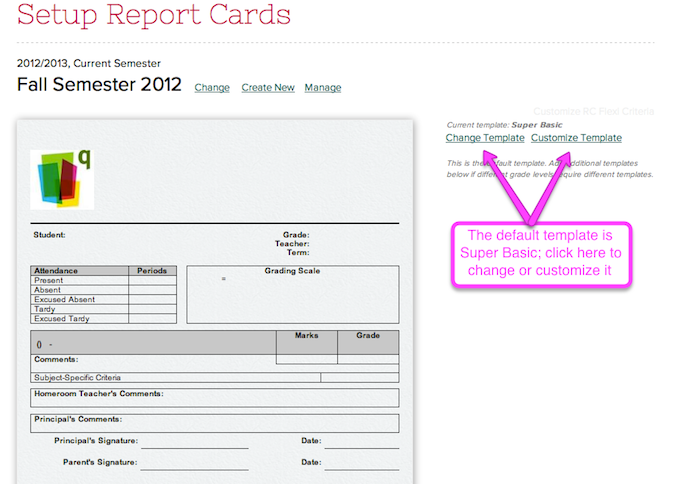 Setup Report Cards
2012/2013, Current Semester
Fall Semester 2012 Change Create New Manage
Customize RC Field Criteria
Current template: Super Basic
Change Template Customize Template
This is the default template. Add additional templates
below if different grade levels require different templates.
The default template is
Super Basic; click here to
change or customize it
q
Student: Grade:
Teacher:
Term:
Attendance Periods
Present
Absent
Excused Absent
Tardy
Excused Tardy
Grading Scale
=
Marks Grade
() -
Comments:
Subject-Specific Criteria
Homeroom Teacher's Comments:
Principal's Comments:
Principal's Signature: Date:
Parent's Signature: Date: